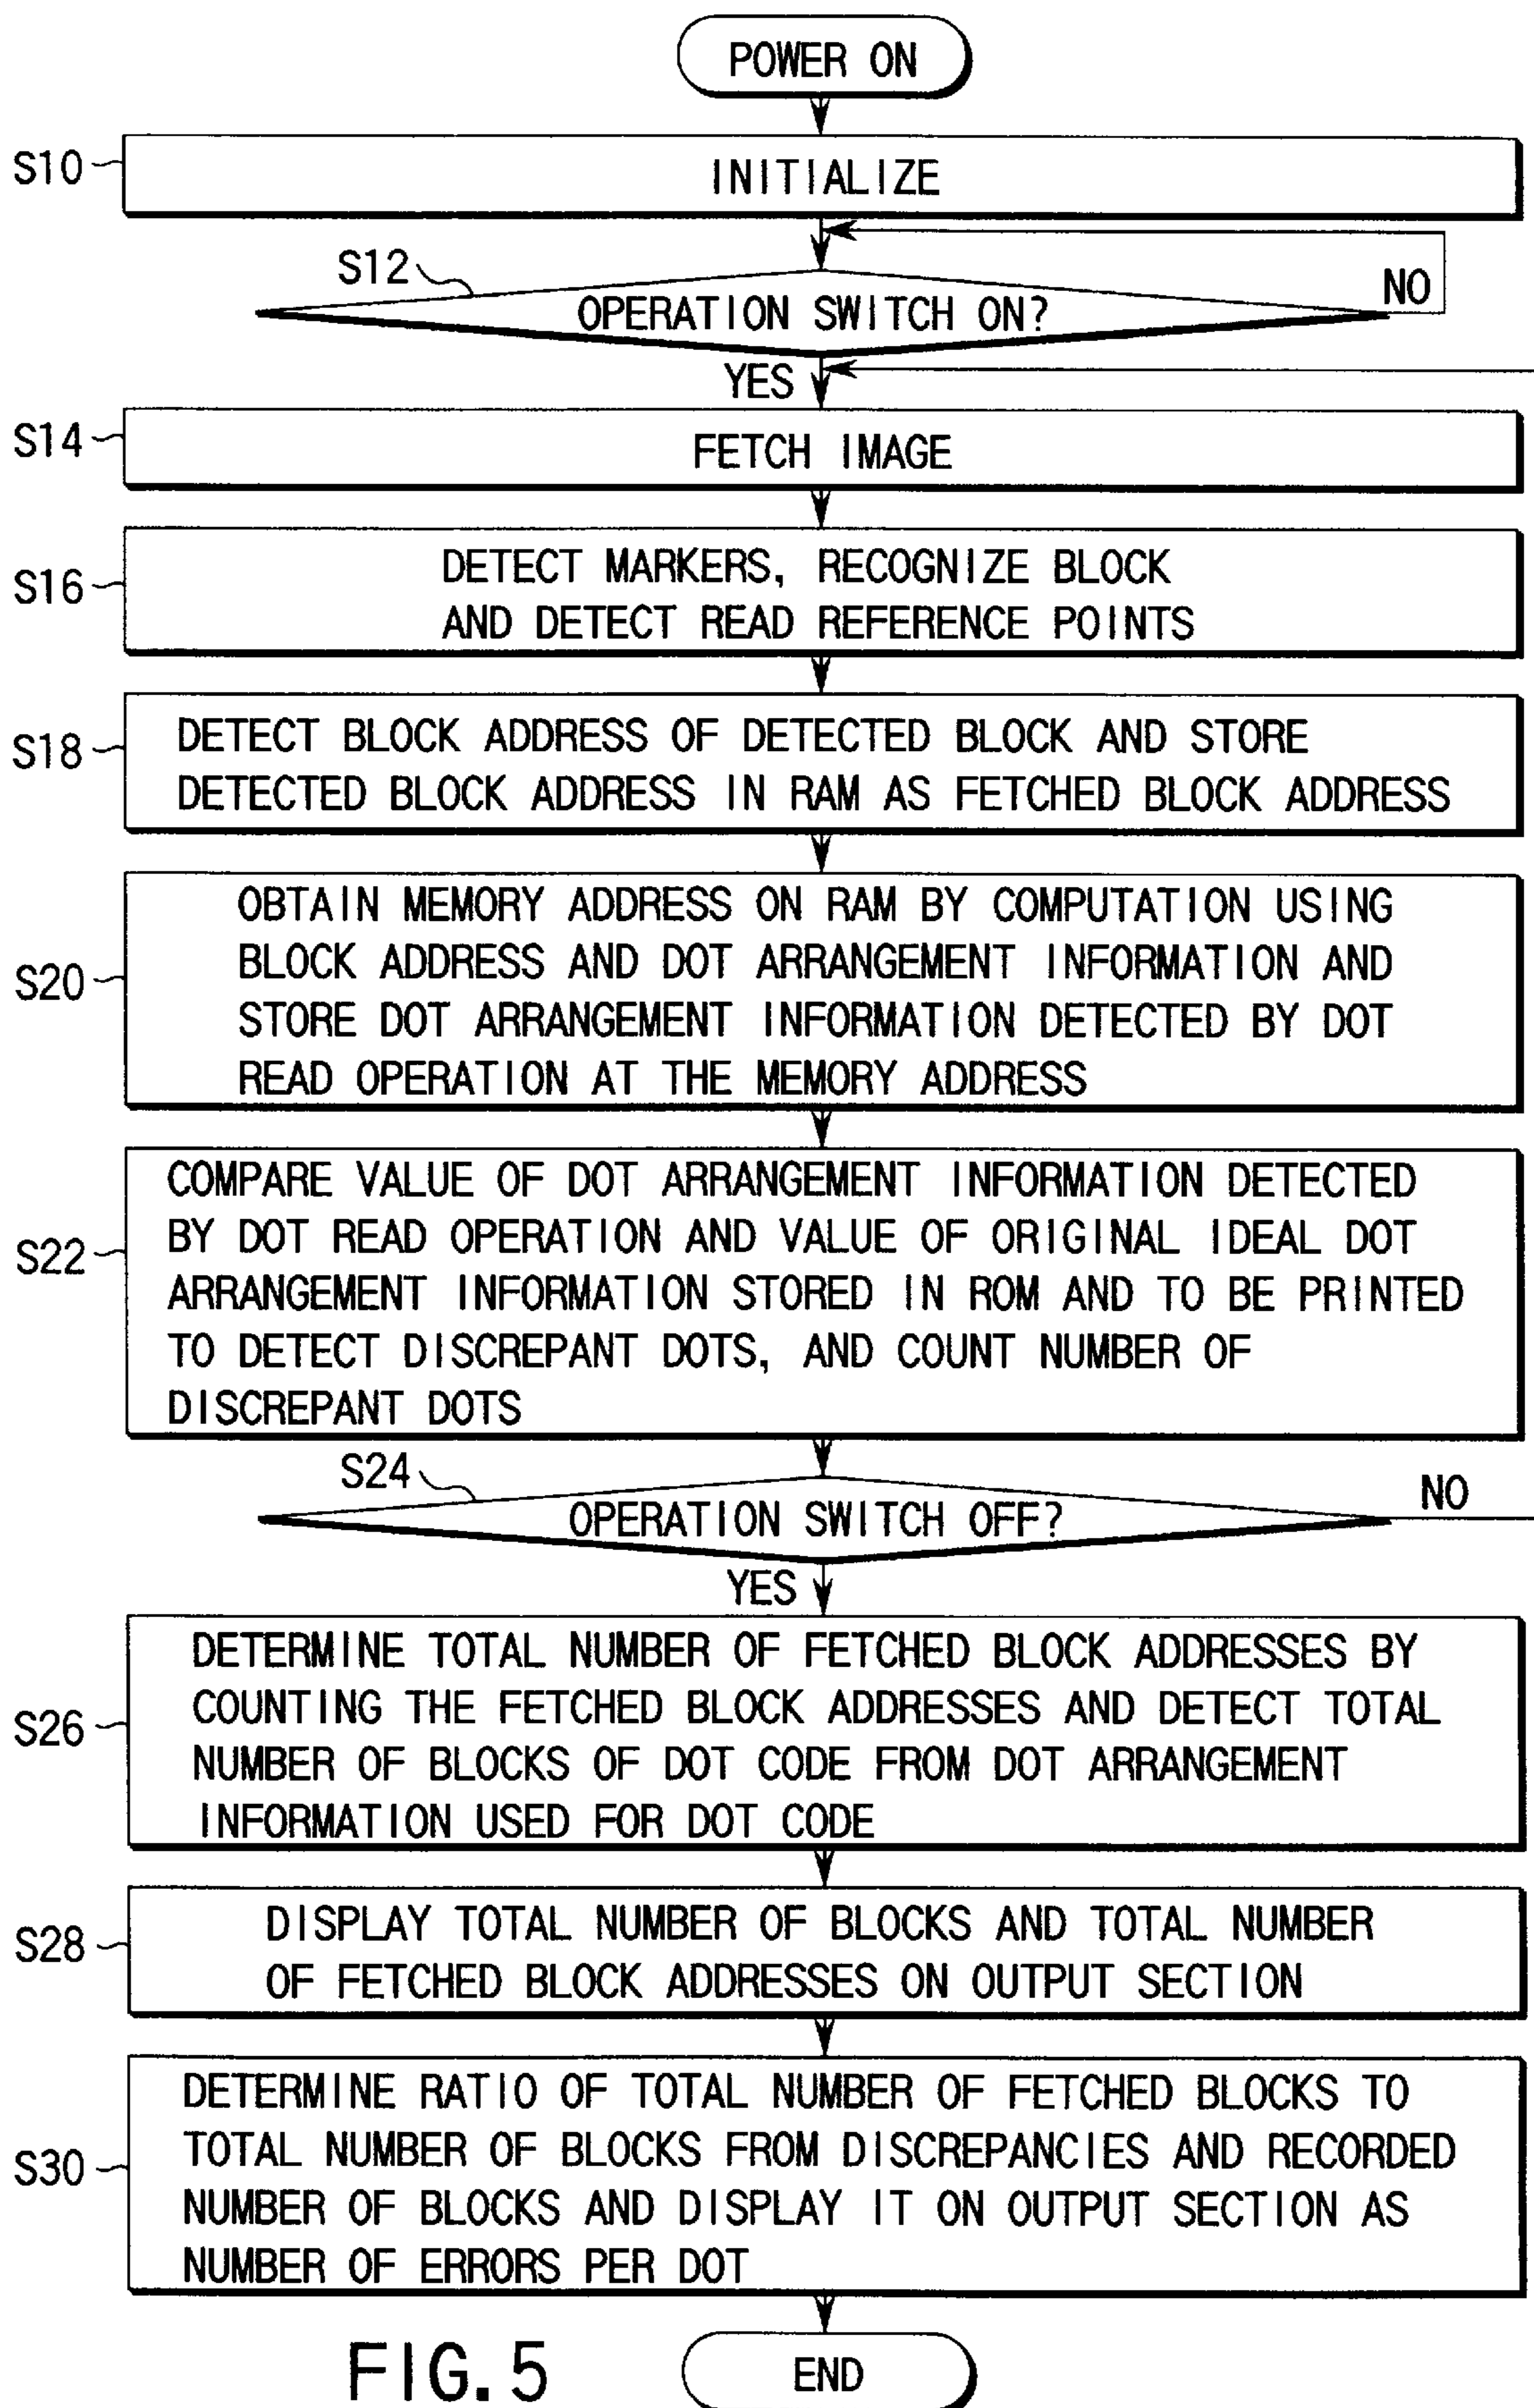 POWER ON
S10
INITIALIZE
S12
OPERATION SWITCH ON?
NO
YES
S14
FETCH IMAGE
S16
DETECT MARKERS, RECOGNIZE BLOCK
AND DETECT READ REFERENCE POINTS
S18
DETECT BLOCK ADDRESS OF DETECTED BLOCK AND STORE
DETECTED BLOCK ADDRESS IN RAM AS FETCHED BLOCK ADDRESS
S20
OBTAIN MEMORY ADDRESS ON RAM BY COMPUTATION USING
BLOCK ADDRESS AND DOT ARRANGEMENT INFORMATION AND
STORE DOT ARRANGEMENT INFORMATION DETECTED BY DOT
READ OPERATION AT THE MEMORY ADDRESS
S22
COMPARE VALUE OF DOT ARRANGEMENT INFORMATION DETECTED
BY DOT READ OPERATION AND VALUE OF ORIGINAL IDEAL DOT
ARRANGEMENT INFORMATION STORED IN ROM AND TO BE PRINTED
TO DETECT DISCREPANT DOTS, AND COUNT NUMBER OF
DISCREPANT DOTS
S24
OPERATION SWITCH OFF?
NO
YES
S26
DETERMINE TOTAL NUMBER OF FETCHED BLOCK ADDRESSES BY
COUNTING THE FETCHED BLOCK ADDRESSES AND DETECT TOTAL
NUMBER OF BLOCKS OF DOT CODE FROM DOT ARRANGEMENT
INFORMATION USED FOR DOT CODE
S28
DISPLAY TOTAL NUMBER OF BLOCKS AND TOTAL NUMBER
OF FETCHED BLOCK ADDRESSES ON OUTPUT SECTION
S30
DETERMINE RATIO OF TOTAL NUMBER OF FETCHED BLOCKS TO
TOTAL NUMBER OF BLOCKS FROM DISCREPANCIES AND RECORDED
NUMBER OF BLOCKS AND DISPLAY IT ON OUTPUT SECTION AS
NUMBER OF ERRORS PER DOT
FIG. 5
END